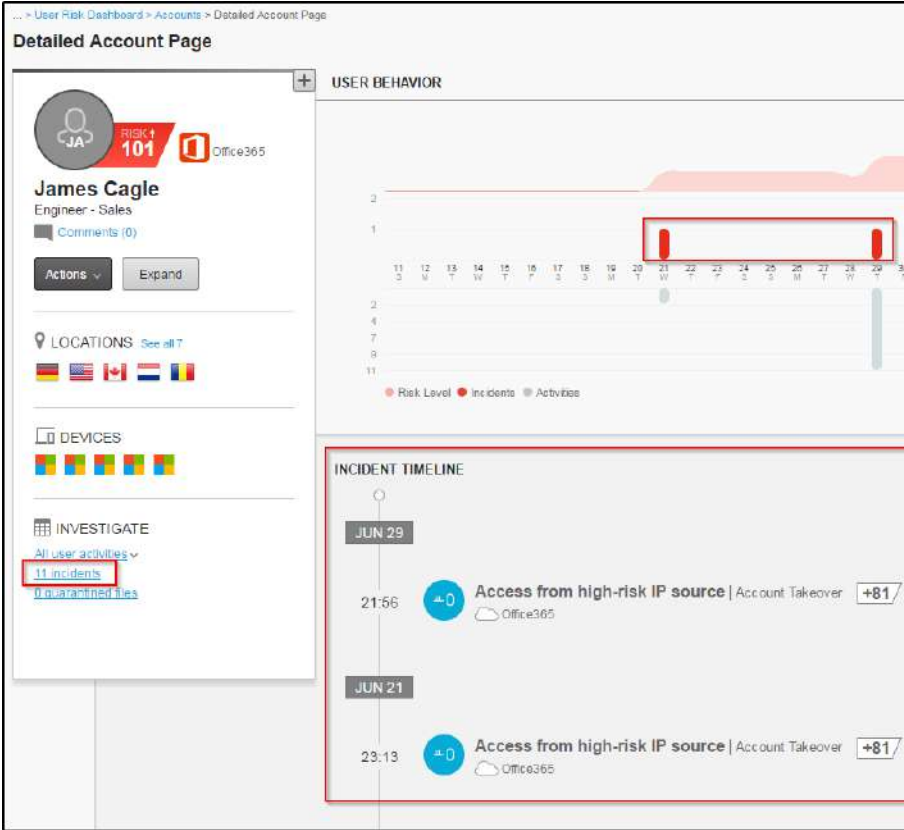 ... > User Risk Dashboard > Accounts > Detailed Account Page
Detailed Account Page
+
JA
RISK↑
101
Office365
James Cagle
Engineer - Sales
Comments (0)
Actions
Expand
LOCATIONS See all 7
DEVICES
INVESTIGATE
All user activities
11 incidents
0 quarantined files
USER BEHAVIOR
2
1
11 12 13 14 15 16 17 18 19 20 21 22 23 24 25 26 27 28 29
S M T W T F S S M T W T F S S M T W T
2
4
7
9
11
Risk Level Incidents Activities
INCIDENT TIMELINE
JUN 29
21:56
Access from high-risk IP source | Account Takeover +81
Office365
JUN 21
23:13
Access from high-risk IP source | Account Takeover +81
Office365